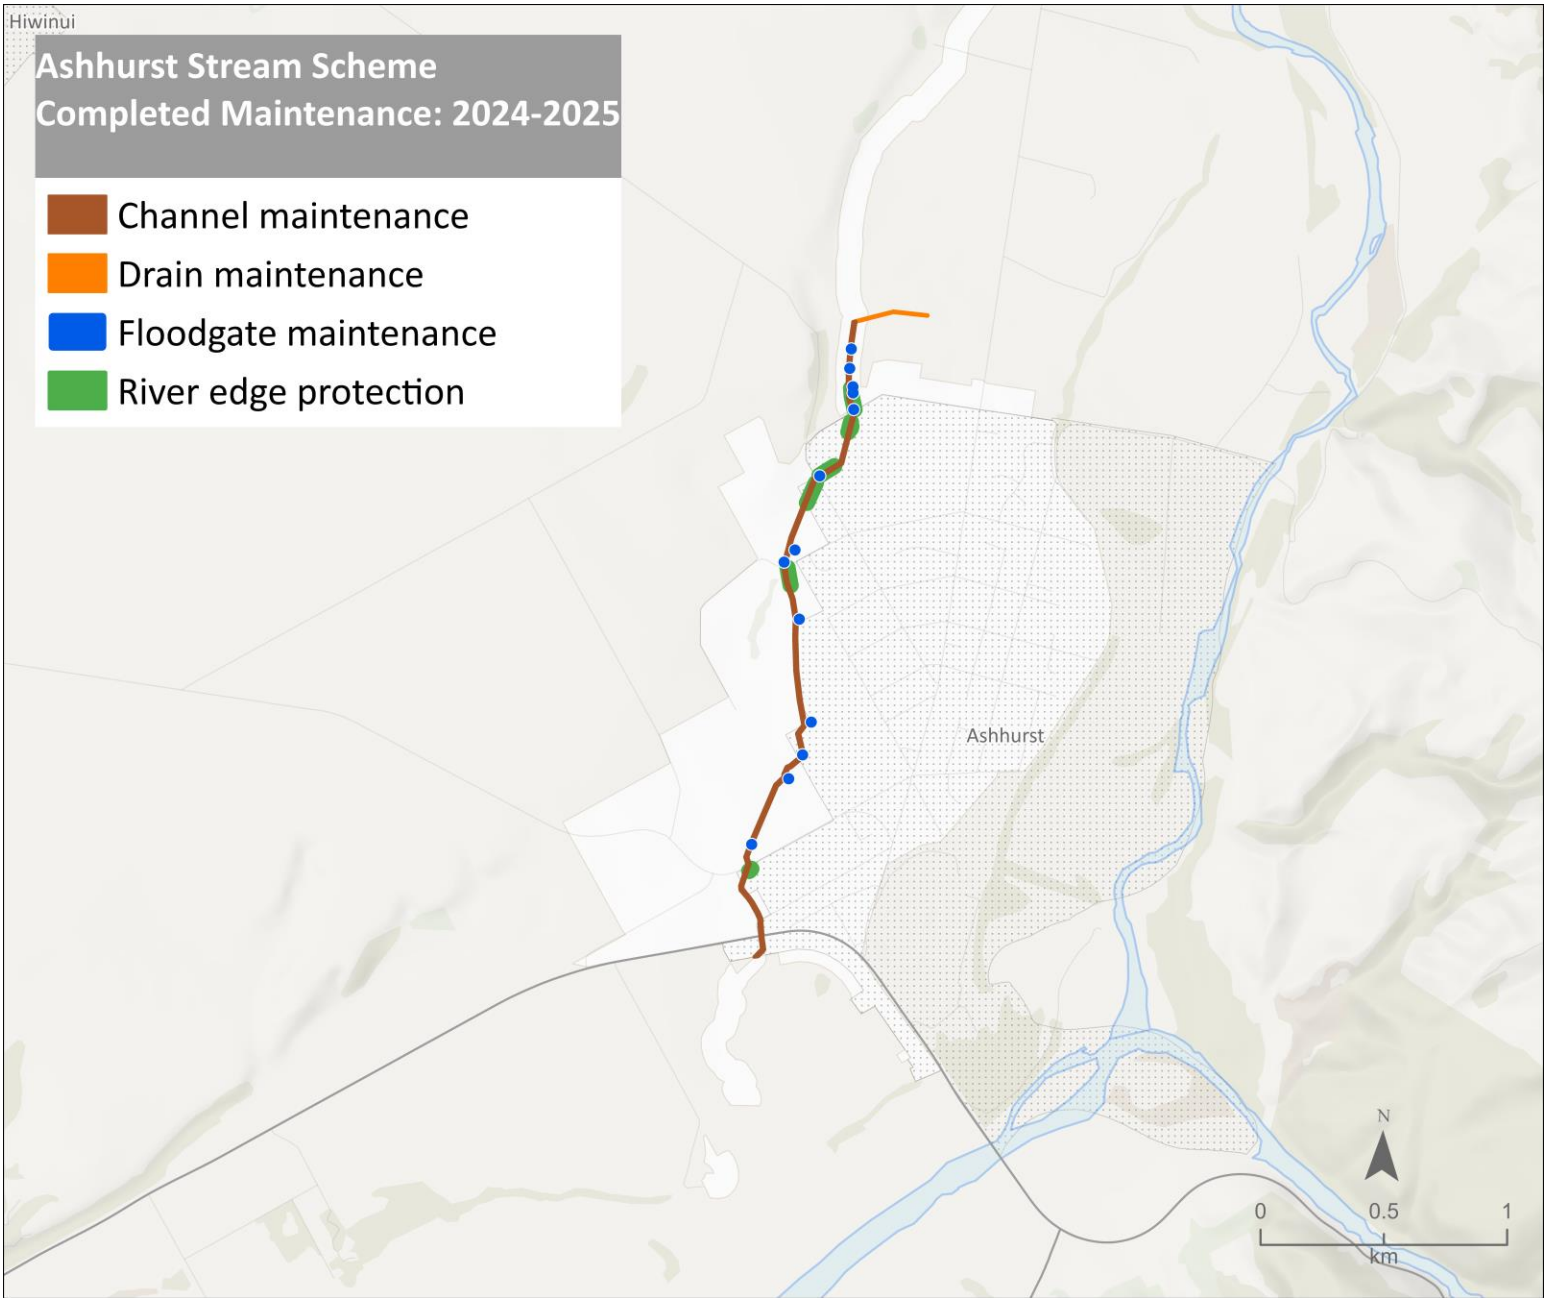 Hiwinui
Ashhurst Stream Scheme
Completed Maintenance: 2024-2025
Channel maintenance
Drain maintenance
Floodgate maintenance
River edge protection
Ashhurst
N
0 0.5 1
km